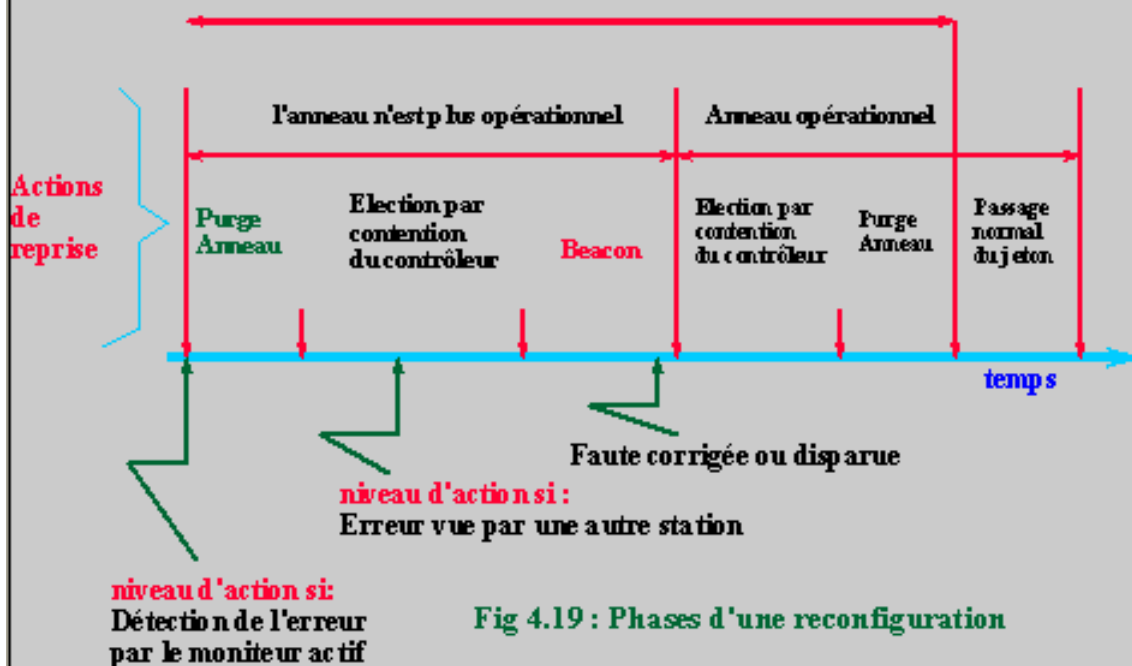 l'anneau n'est plus opérationnel
Anneau opérationnel
Actions
de
reprise
Purge
Anneau
Election par
contention
du contrôleur
Beacon
Election par
contention
du contrôleur
Purge
Anneau
Passage
normal
du jeton
temps
Faute corrigée ou disparue
niveau d'action si :
Erreur vue par une autre station
niveau d'action si:
Détection de l'erreur
par le moniteur actif
Fig 4.19 : Phases d'une reconfiguration